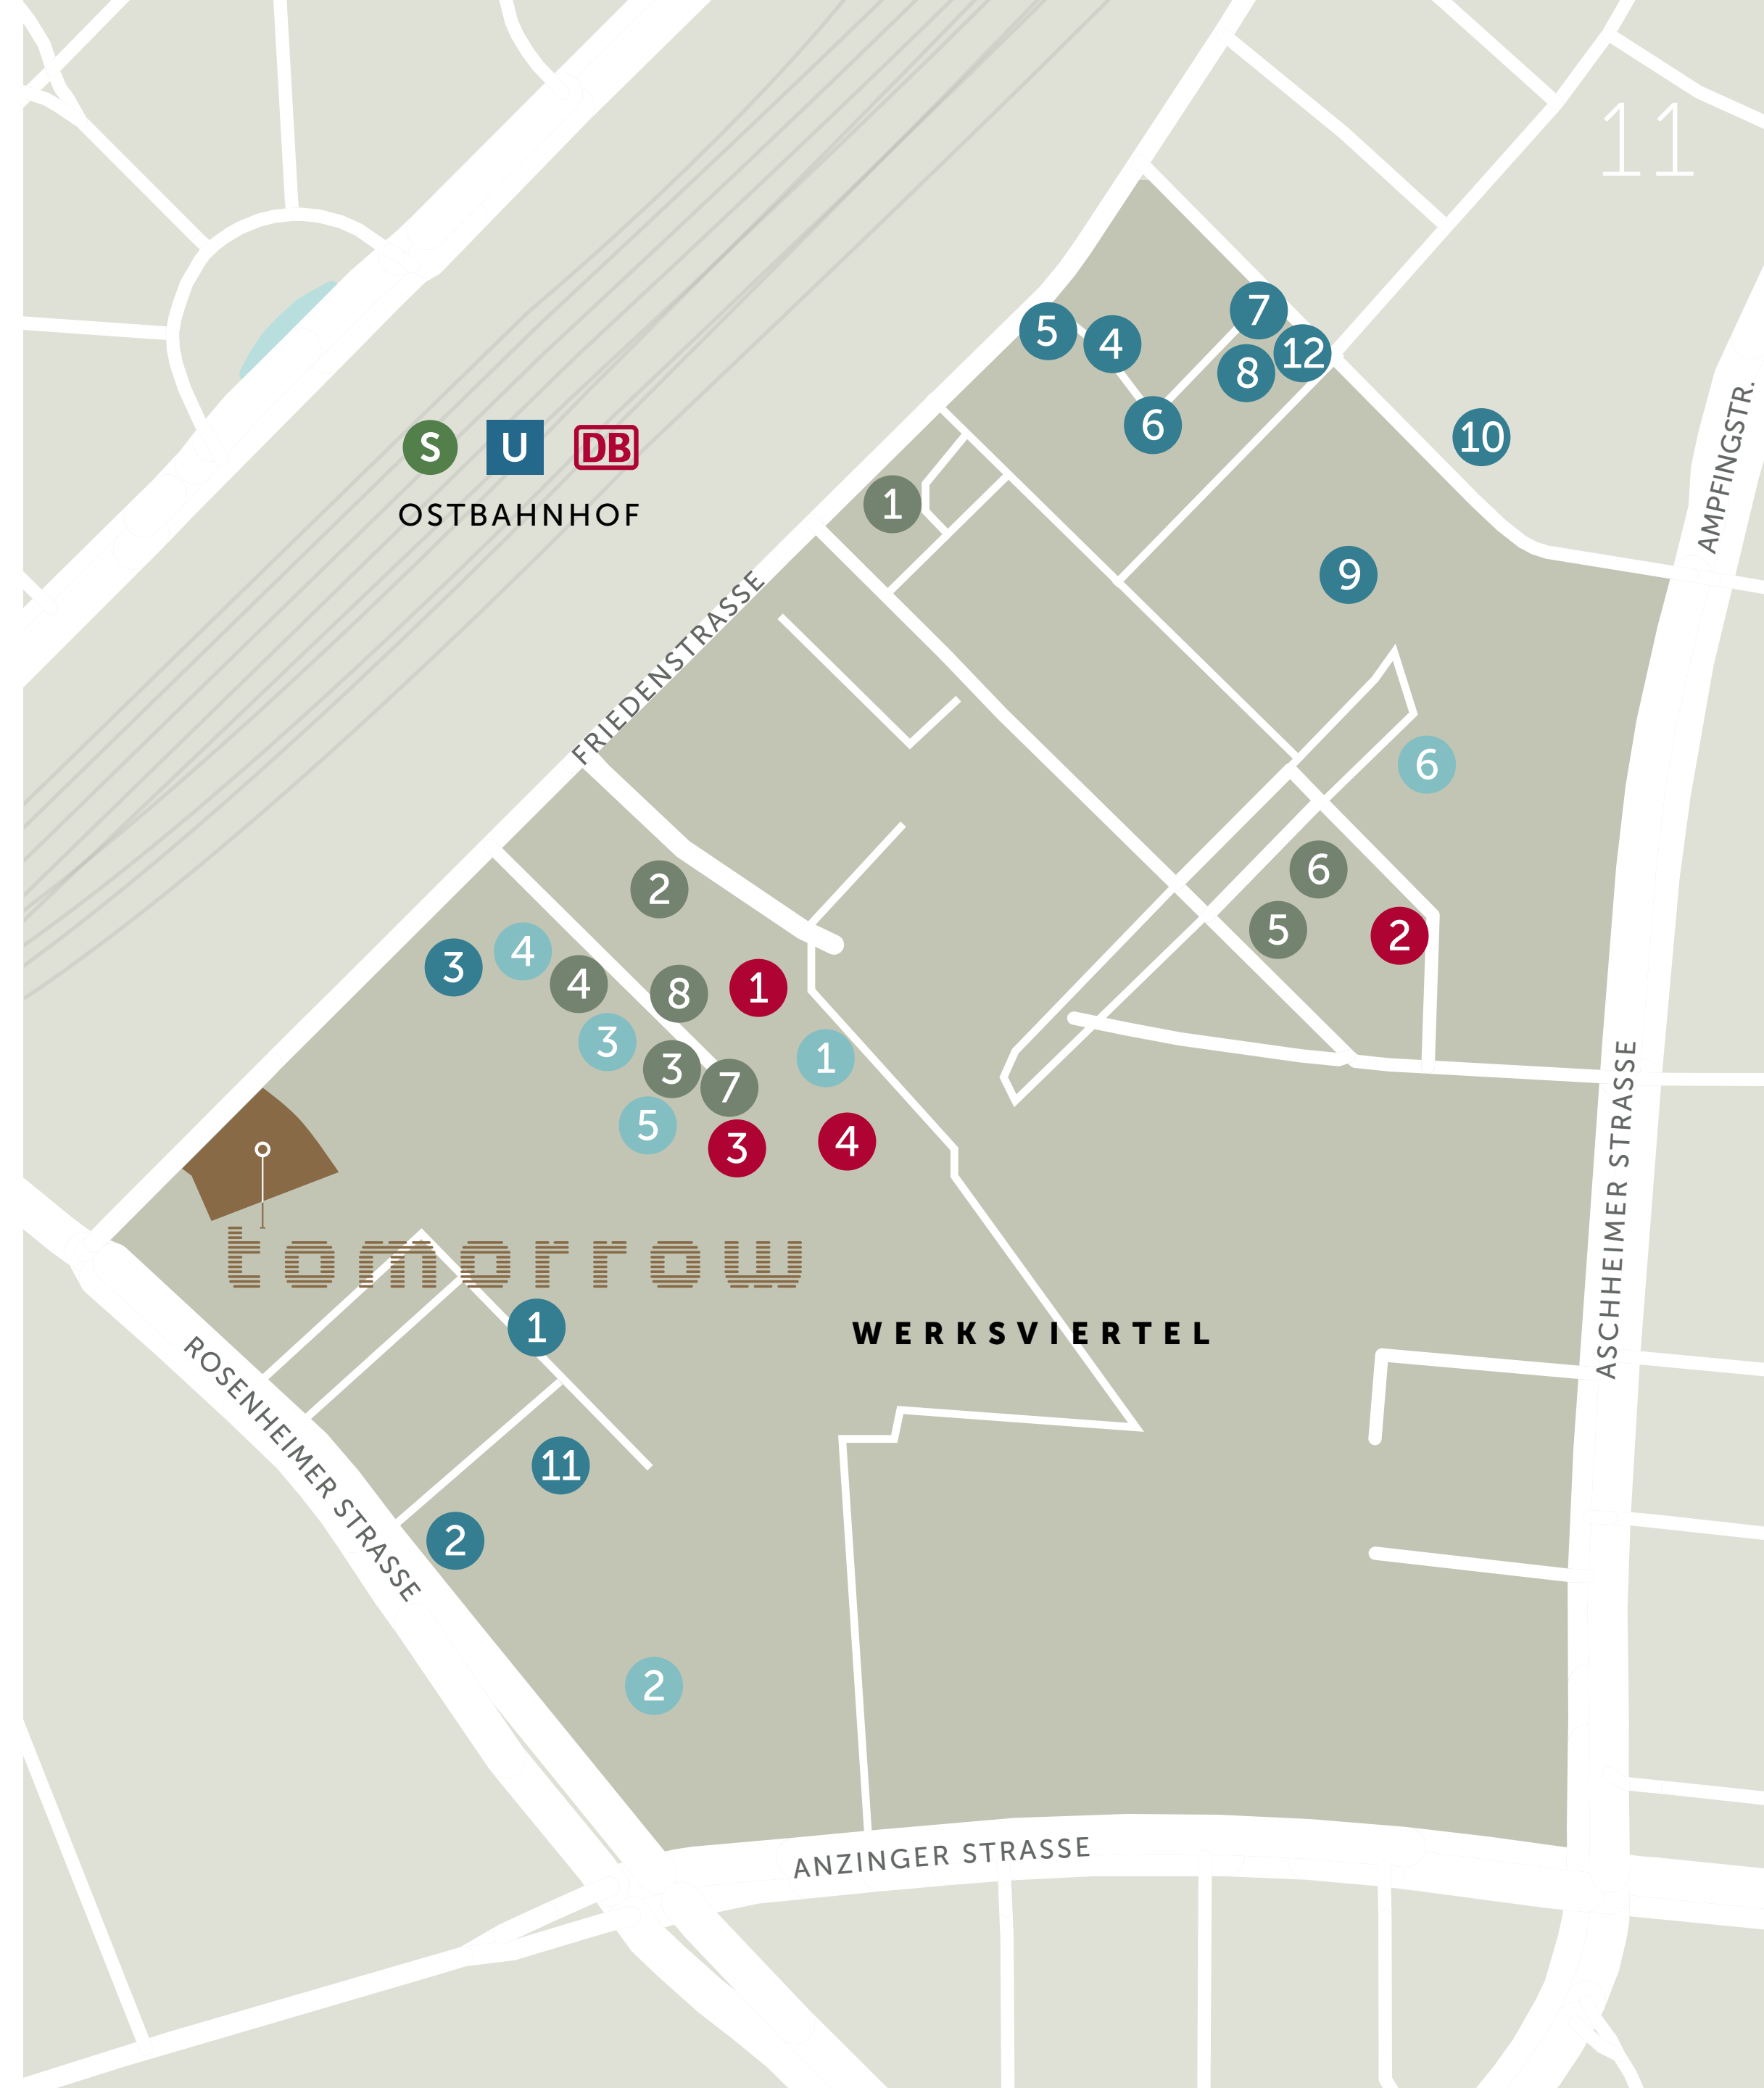 11
7
5
4
12
8
6
10
AMPFINGSTR.
S
U
DB
OSTBAHNHOF
1
9
FRIEDENSTRASSE
6
6
2
5
2
4
3
4
8
1
3
1
3
7
5
3
4
ASCHHEIMER STRASSE
tomorrow
1
WERKSVIERTEL
ROSENHEIMER STRASSE
11
2
2
ANZINGER STRASSE